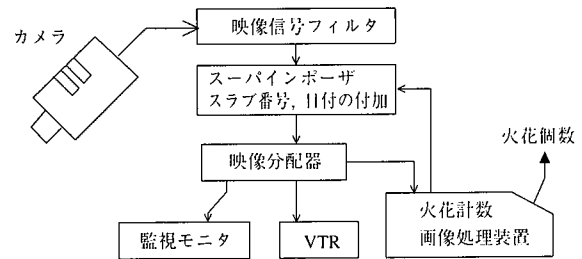 カメラ
映像信号フィルタ
スーパインポーザ
スラブ番号, 日付の付加
映像分配器
火花個数
監視モニタ
VTR
火花計数
画像処理装置